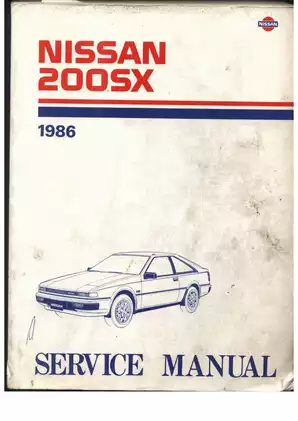 NISSAN
NISSAN
200SX
1986
SERVICE MANUAL